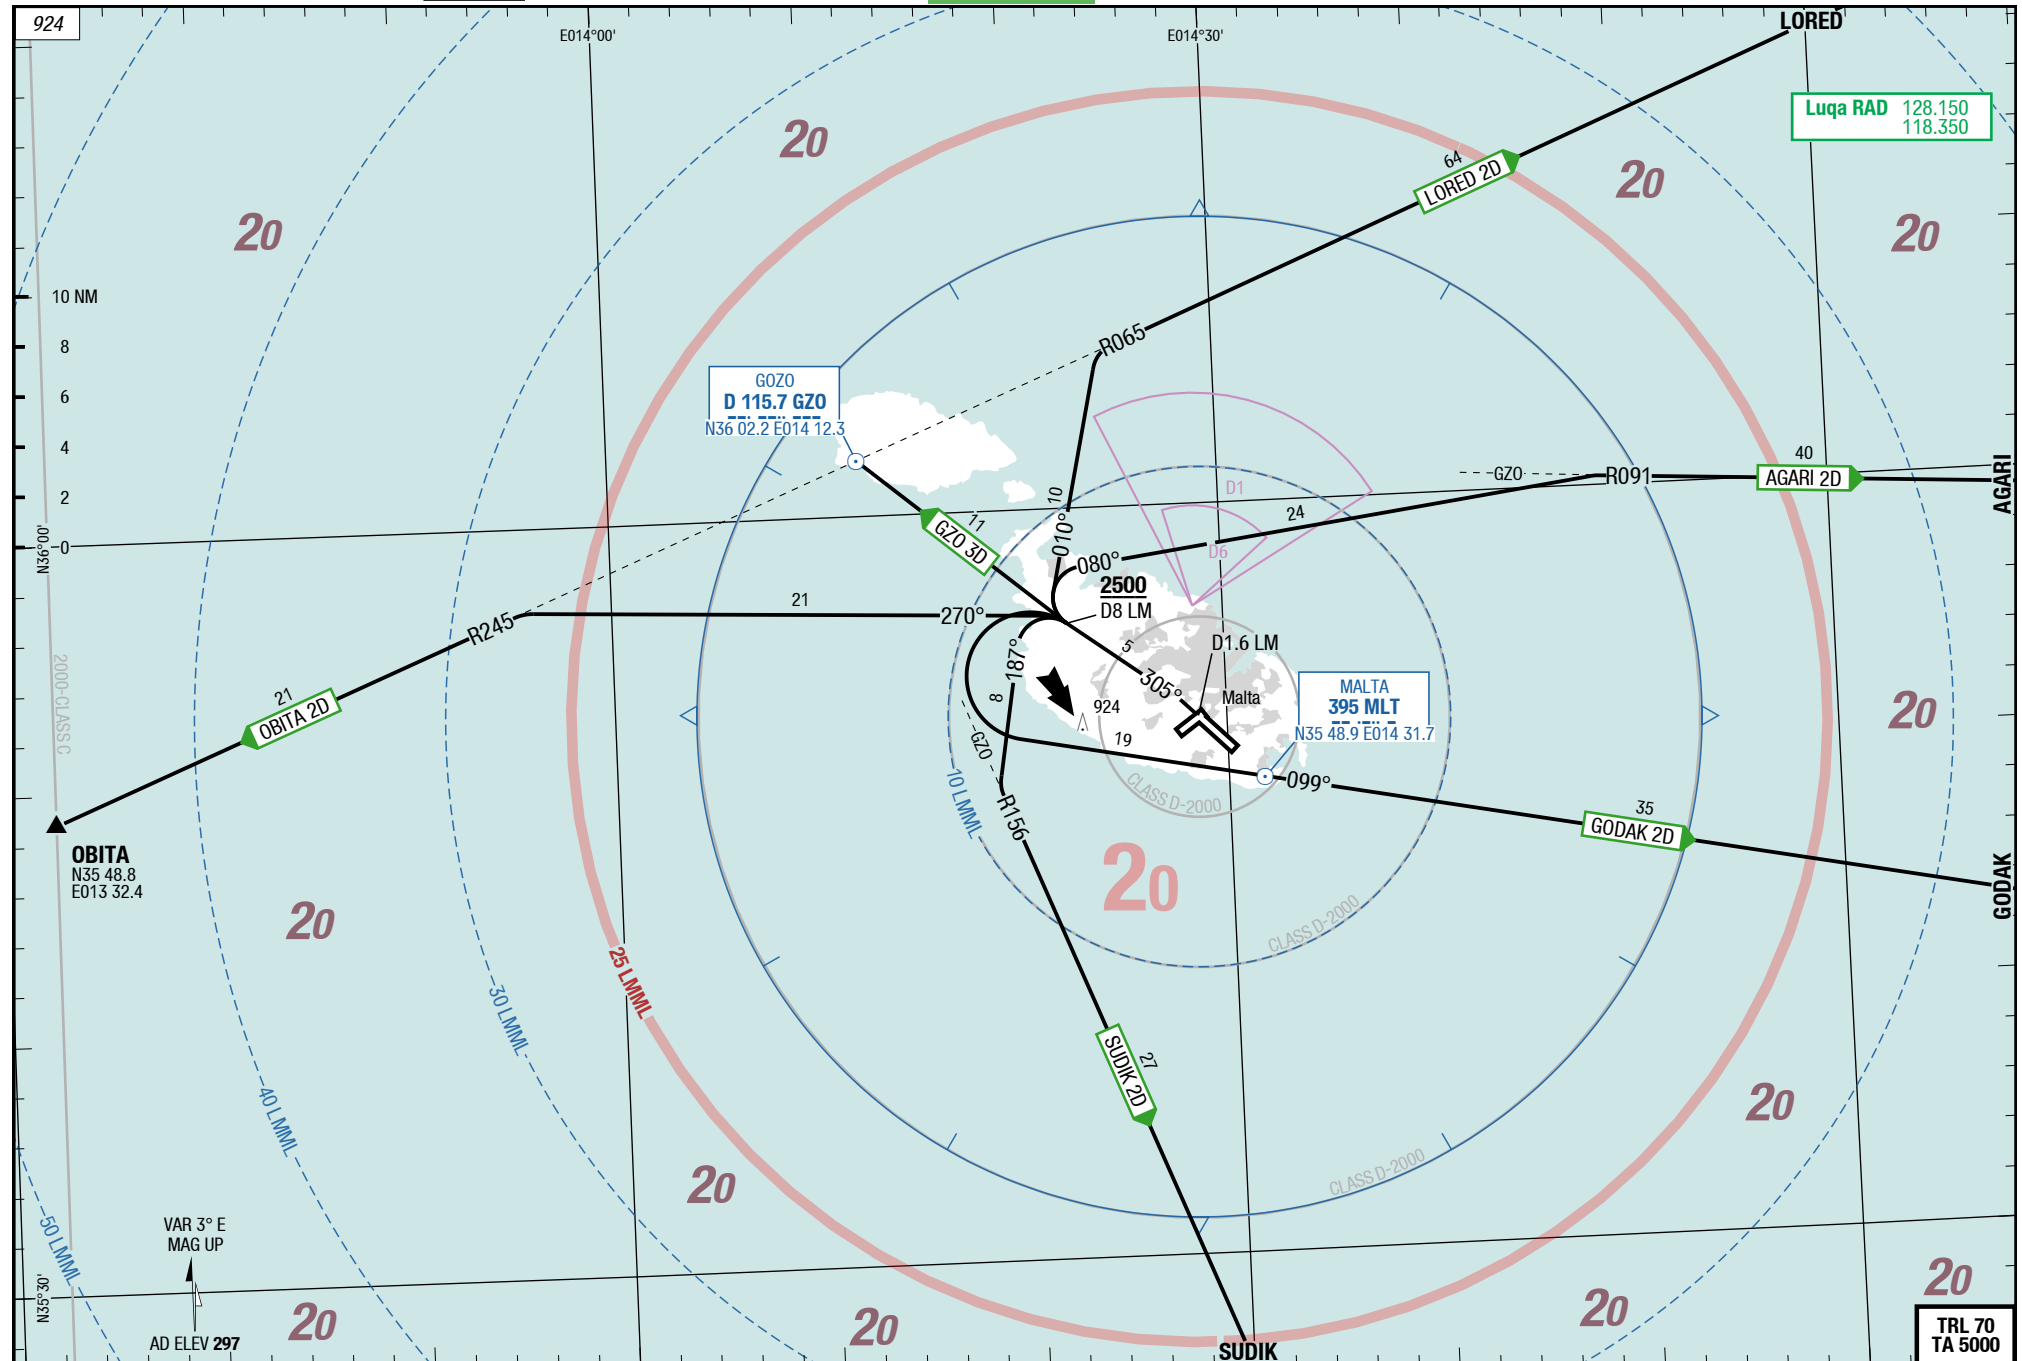 924
E014°00'
E014°30'
LORED
Luqa RAD 128.150
118.350
20
20
20
20
64
LORED 2D
10 NM
8
6
4
2
0
R065
GOZO
D 115.7 GZO
N36 02.2 E014 12.3
40
AGARI 2D
AGARI
GZO
R091
D1
10
010°
24
D6
11
GZO 3D
080°
2500
D8 LM
N36°00'
21
270°
R245
187°
5
D1.6 LM
305°
Malta
MALTA
395 MLT
N35 48.9 E014 31.7
2000-CLASS C
21
OBITA 2D
8
924
20
GZO
19
099°
10 LMML
CLASS D-2000
R156
35
GODAK 2D
GODAK
OBITA
N35 48.8
E013 32.4
20
20
CLASS D-2000
25 LMML
30 LMML
SUDIK 2D
27
40 LMML
20
20
CLASS D-2000
50 LMML
VAR 3° E
MAG UP
N35°30'
AD ELEV 297
20
20
20
20
SUDIK
TRL 70
TA 5000